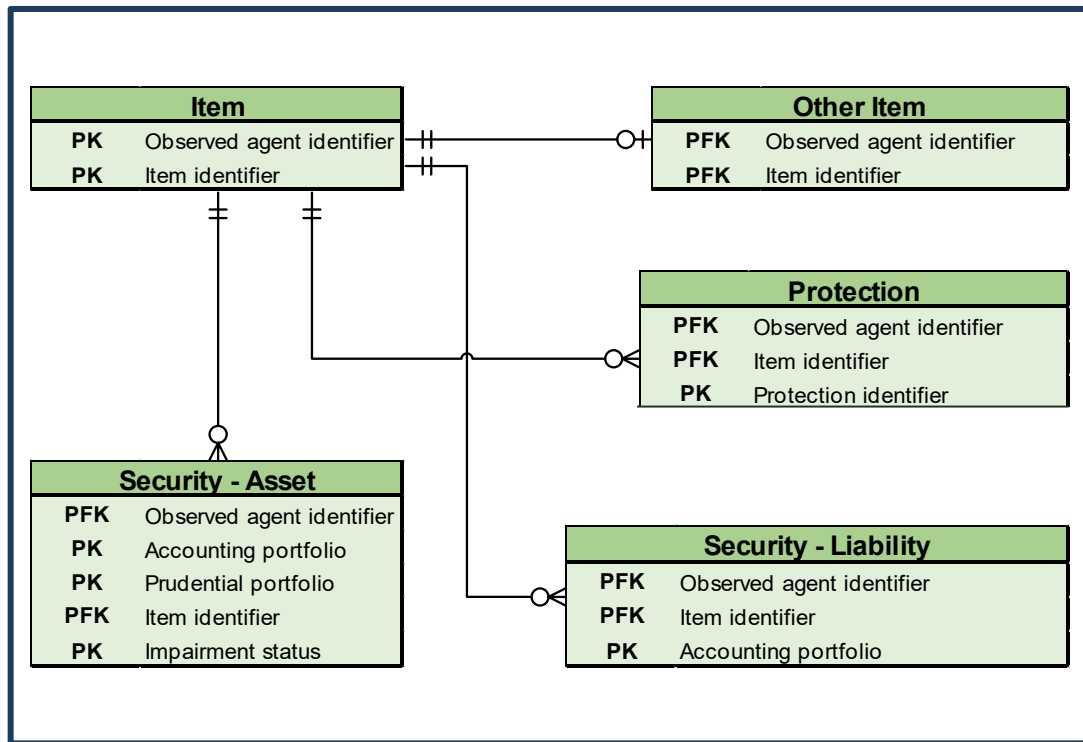 Item
PK Observed agent identifier
PK Item identifier
Other Item
PFK Observed agent identifier
PFK Item identifier
Protection
PFK Observed agent identifier
PFK Item identifier
PK Protection identifier
Security - Asset
PFK Observed agent identifier
PK Accounting portfolio
PK Prudential portfolio
PFK Item identifier
PK Impairment status
Security - Liability
PFK Observed agent identifier
PFK Item identifier
PK Accounting portfolio